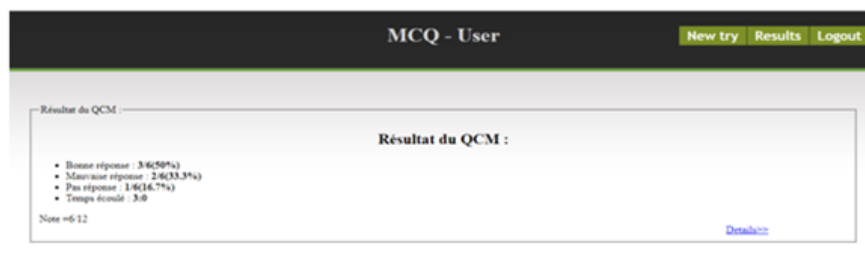 MCQ - User
New try Results Logout
Résultat du QCM :
Résultat du QCM :
Bonne réponse : 3/6(50%)
Mauvaise réponse : 2/6(33.3%)
Pas réponse : 1/6(16.7%)
Temps écoulé : 3:0
Note =6/12
Details>>